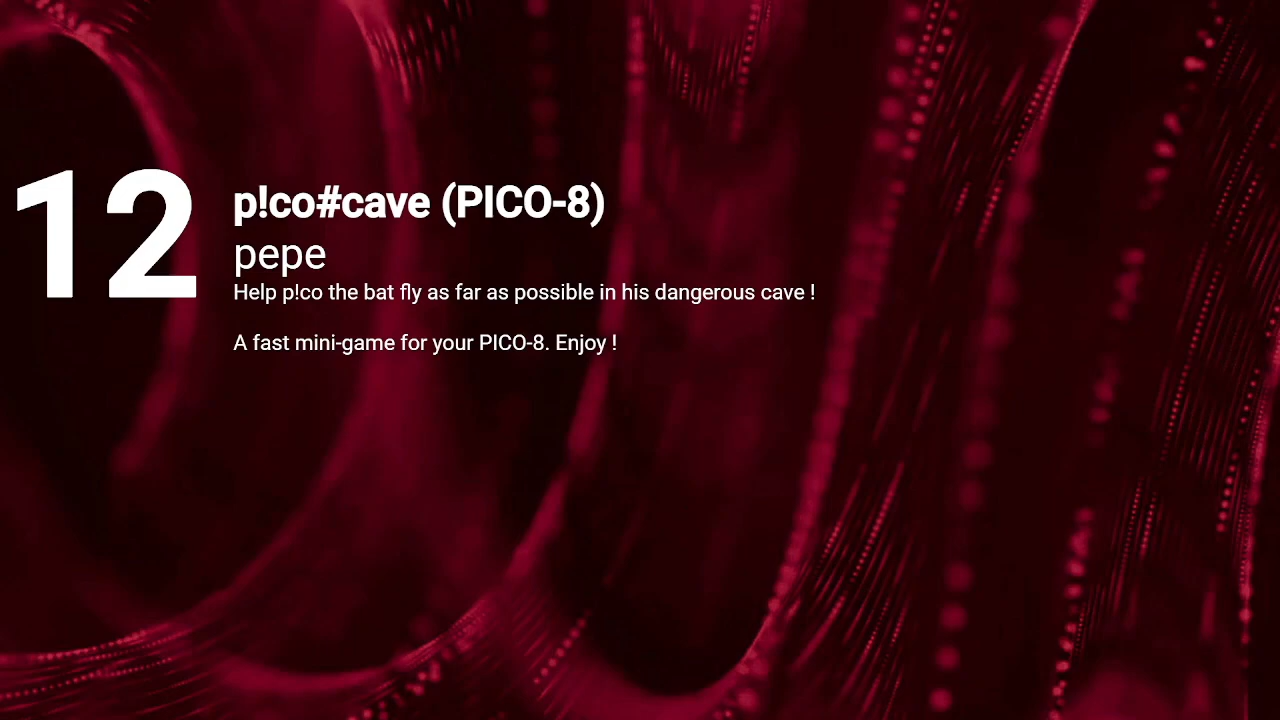 12
p!co#cave (PICO-8)
pepe
Help p!co the bat fly as far as possible in his dangerous cave !
A fast mini-game for your PICO-8. Enjoy !